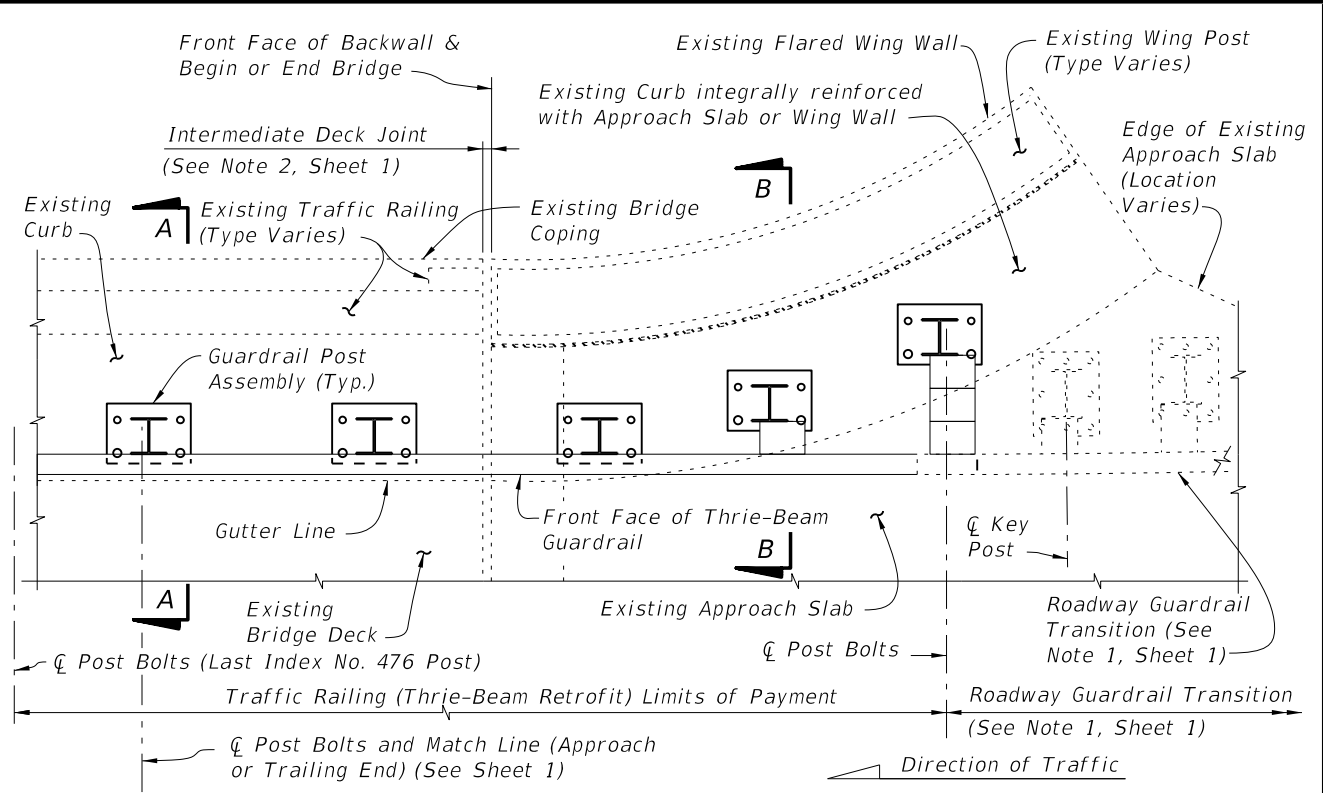 Front Face of Backwall &
Begin or End Bridge
Existing Flared Wing Wall
Existing Wing Post
(Type Varies)
Existing Curb integrally reinforced
with Approach Slab or Wing Wall
Intermediate Deck Joint
(See Note 2, Sheet 1)
Edge of Existing
Approach Slab
(Location
Varies)
B
Existing
Curb
A
Existing Traffic Railing
(Type Varies)
Existing Bridge
Coping
Guardrail Post
Assembly (Typ.)
Gutter Line
Front Face of Thrie-Beam
Guardrail
℄ Key
Post
B
A
Existing
Bridge Deck
Existing Approach Slab
Roadway Guardrail
Transition (See
Note 1, Sheet 1)
℄ Post Bolts (Last Index No. 476 Post)
℄ Post Bolts
Traffic Railing (Thrie-Beam Retrofit) Limits of Payment
Roadway Guardrail Transition
(See Note 1, Sheet 1)
℄ Post Bolts and Match Line (Approach
or Trailing End) (See Sheet 1)
Direction of Traffic